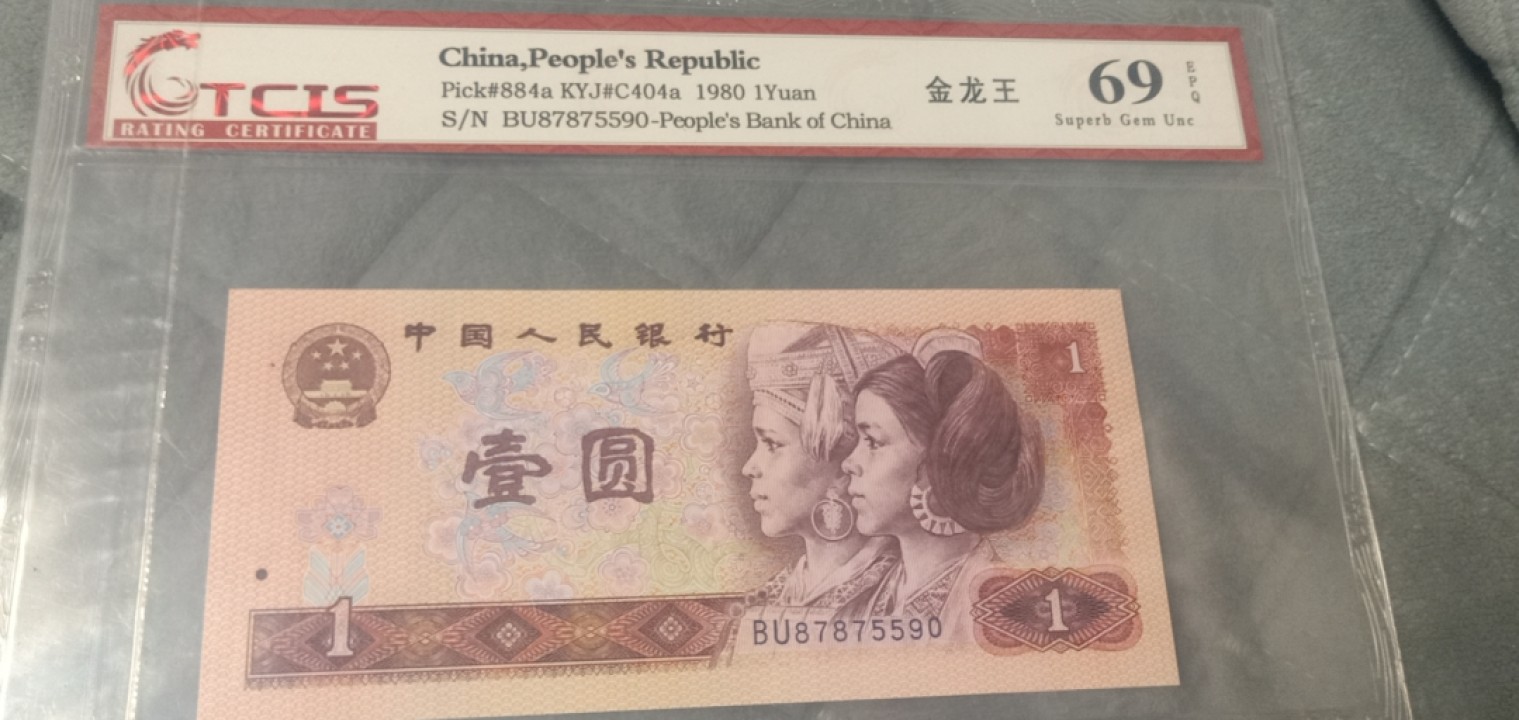 TCIS
RATING CERTIFICATE
China,People's Republic
Pick#884a KYJ#C404a 1980 1Yuan
S/N BU87875590-People's Bank of China
金龙王
69
EPQ
Superb Gem Unc
中国人民银行
1
壹圆
1
BU87875590
1